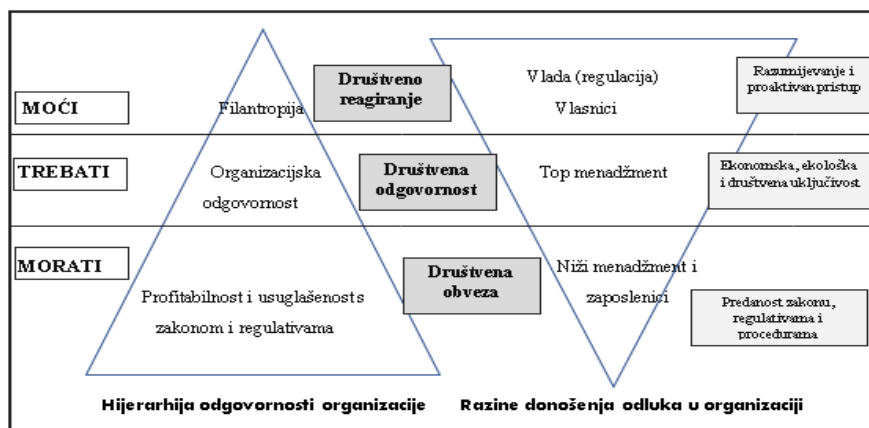 MOĆI
Filantropija
Društveno
reagiranje
Vlada (regulacija)
Vlasnici
Razumijevanje i
proaktivan pristup
TREBATI
Organizacijska
odgovornost
Društvena
odgovornost
Top menadžment
Ekonomska, ekološka
i društvena uključivost
MORATI
Profitabilnost i usuglašenost s
zakonom i regulativama
Društvena
obveza
Niži menadžment i
zaposlenici
Predanost zakonu,
regulativama i
procedurama
Hijerarhija odgovornosti organizacije
Razine donošenja odluka u organizaciji